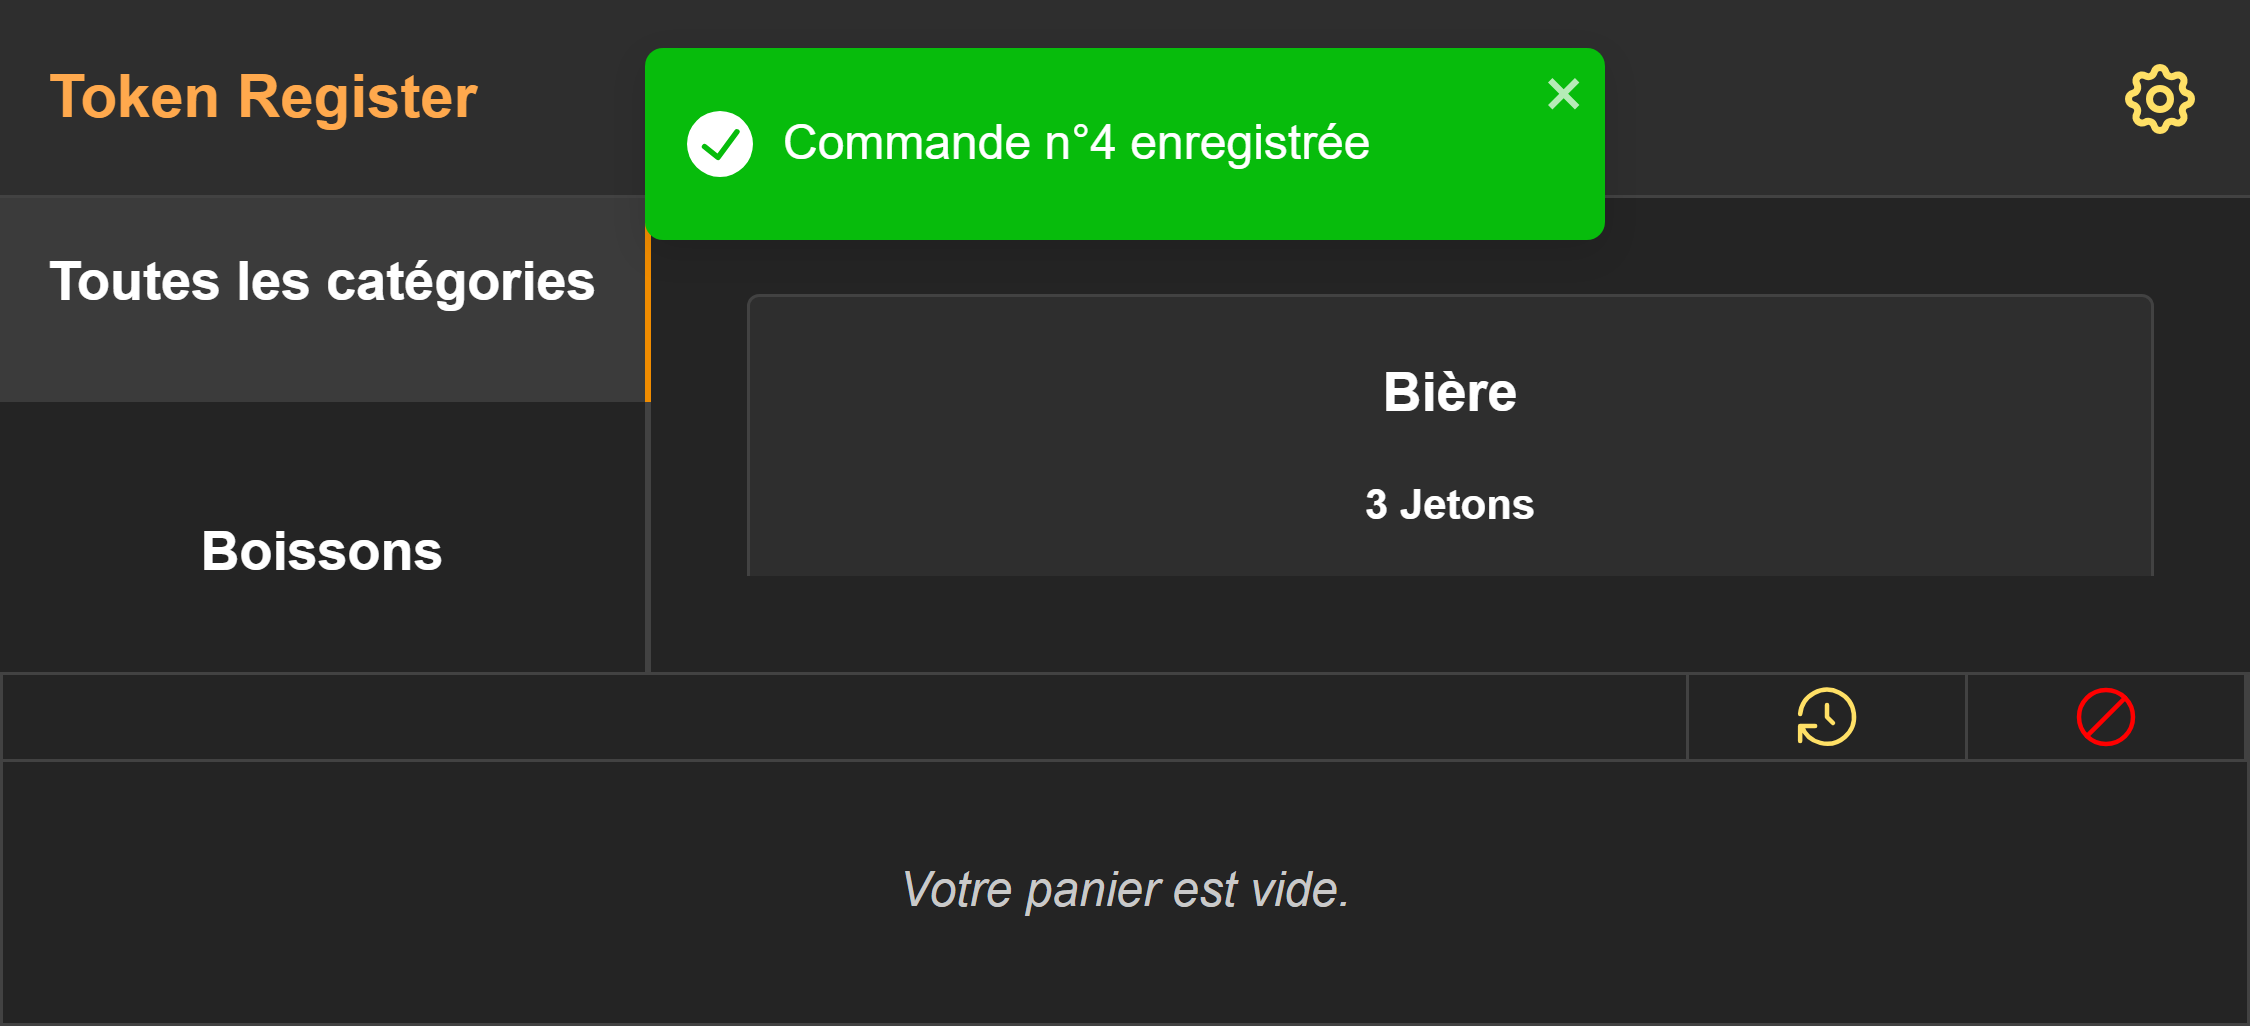 Token Register
Commande n°4 enregistrée
Toutes les catégories
Boissons
Bière
3 Jetons
Votre panier est vide.